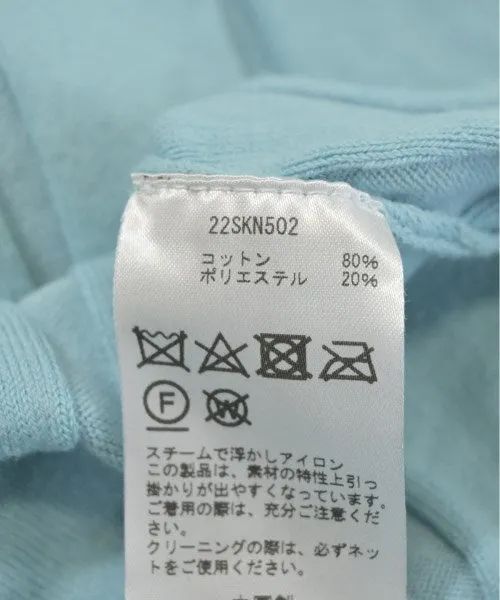 22SKN502
コットン 80%
ポリエステル 20%
F
W
スチームで浮かしアイロン
この製品は、素材の特性上引っ
掛かりが出やすくなっています。
ご着用の際は、充分ご注意くだ
さい。
クリーニングの際は、必ずネッ
トをご使用ください。